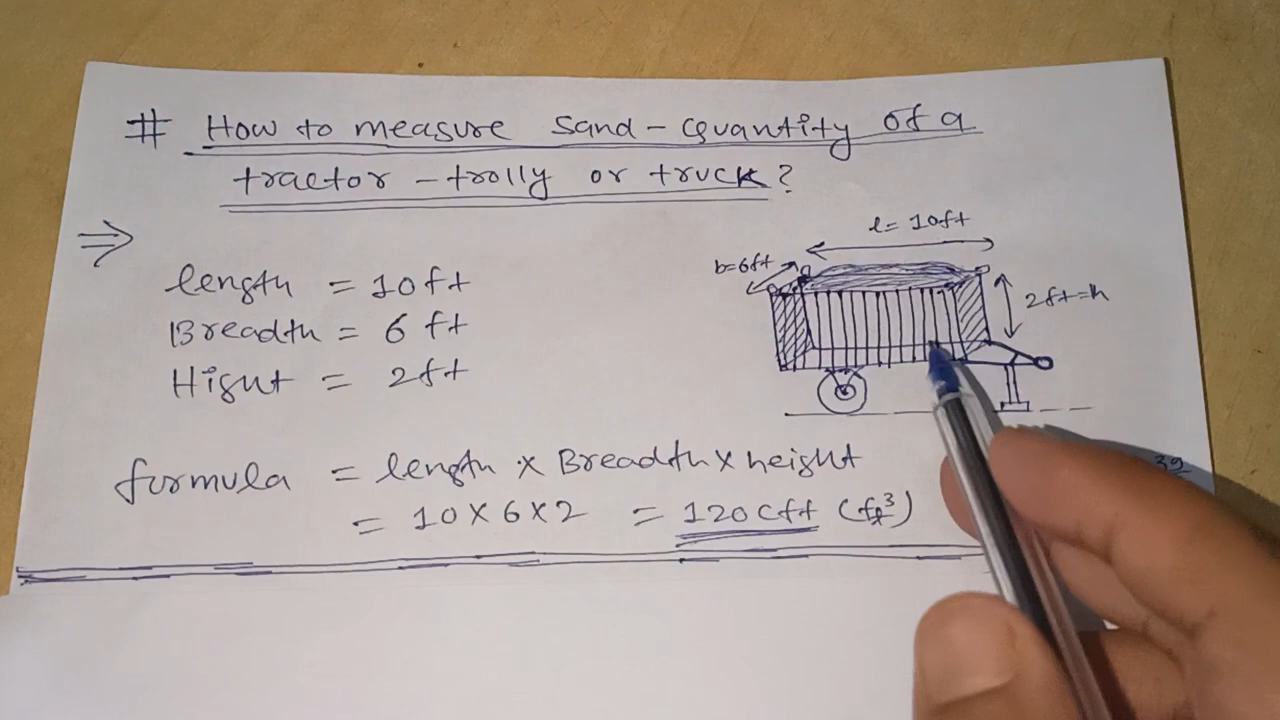 # How to measure Sand-Quantity of a
tractor-trolly or truck?
⇒
length = 10ft
Breadth = 6 ft
Hight = 2ft
l= 10ft
b=6ft
2ft=h
formula = length × Breadth × height
= 10 × 6 × 2 = 120 Cft (ft³)
39